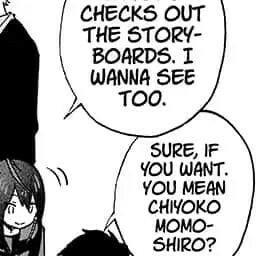 CHECKS OUT
THE STORY-
BOARDS. I
WANNA SEE
TOO.
SURE, IF
YOU WANT.
YOU MEAN
CHIYOKO
MOMO-
SHIRO?